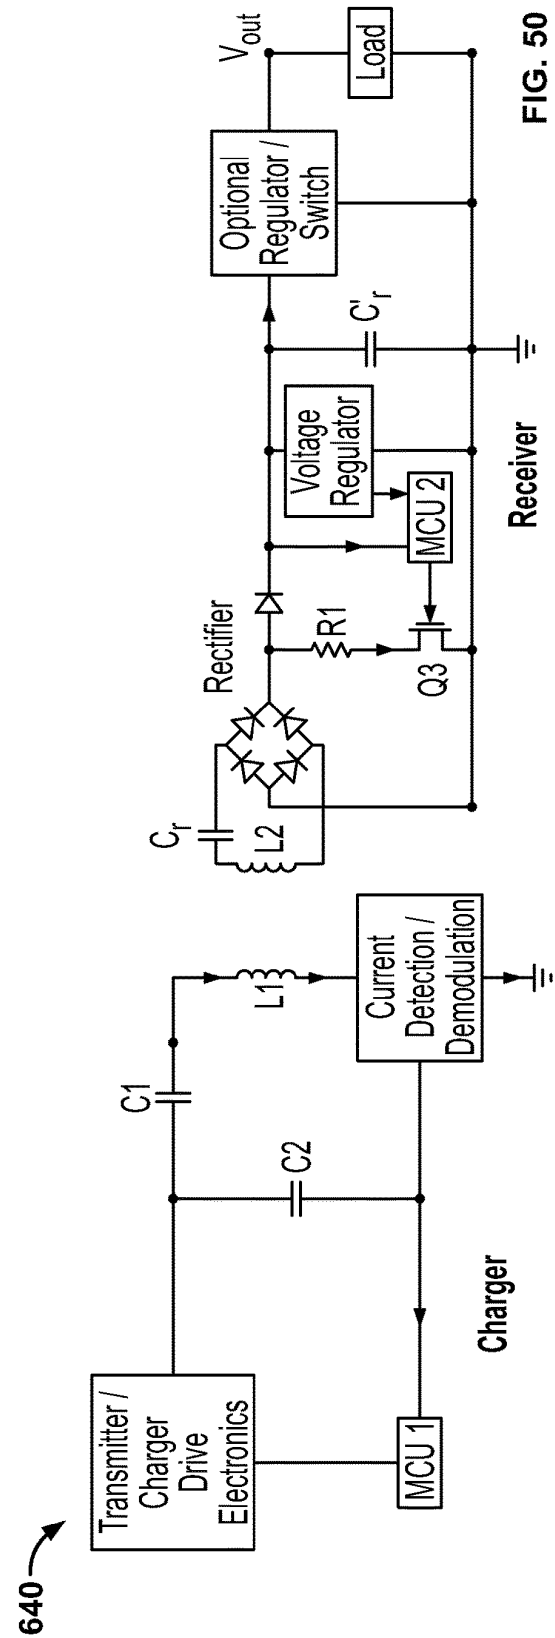 640
Transmitter /
Charger
Drive
Electronics
MCU 1
C1
C2
L1
Current
Detection /
Demodulation
Charger
Cr
L2
Rectifier
R1
Q3
Voltage
Regulator
MCU 2
C'r
Optional
Regulator /
Switch
Vout
Load
Receiver
FIG. 50